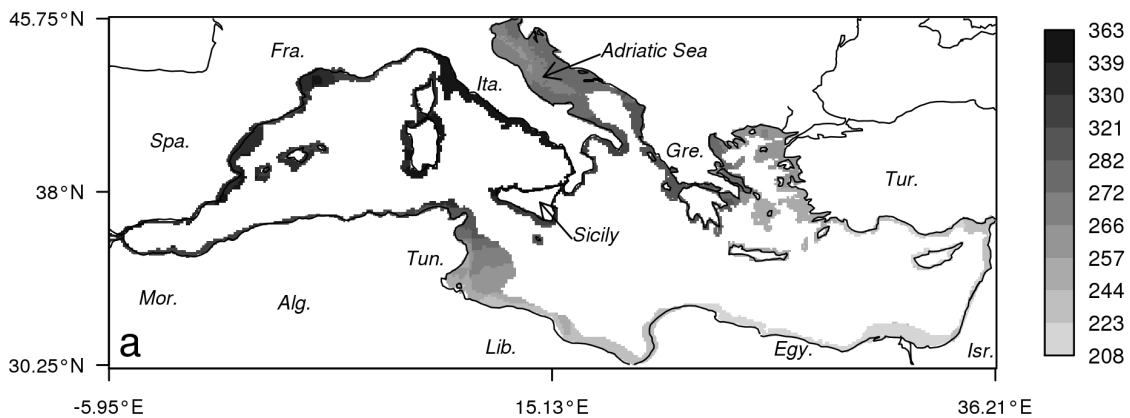 45.75°N
38°N
30.25°N
Fra.
Adriatic Sea
Ita.
Spa.
Gre.
Tur.
Sicily
Tun.
Mor.
Alg.
Lib.
Egy.
Isr.
a
-5.95°E
15.13°E
36.21°E
363
339
330
321
282
272
266
257
244
223
208